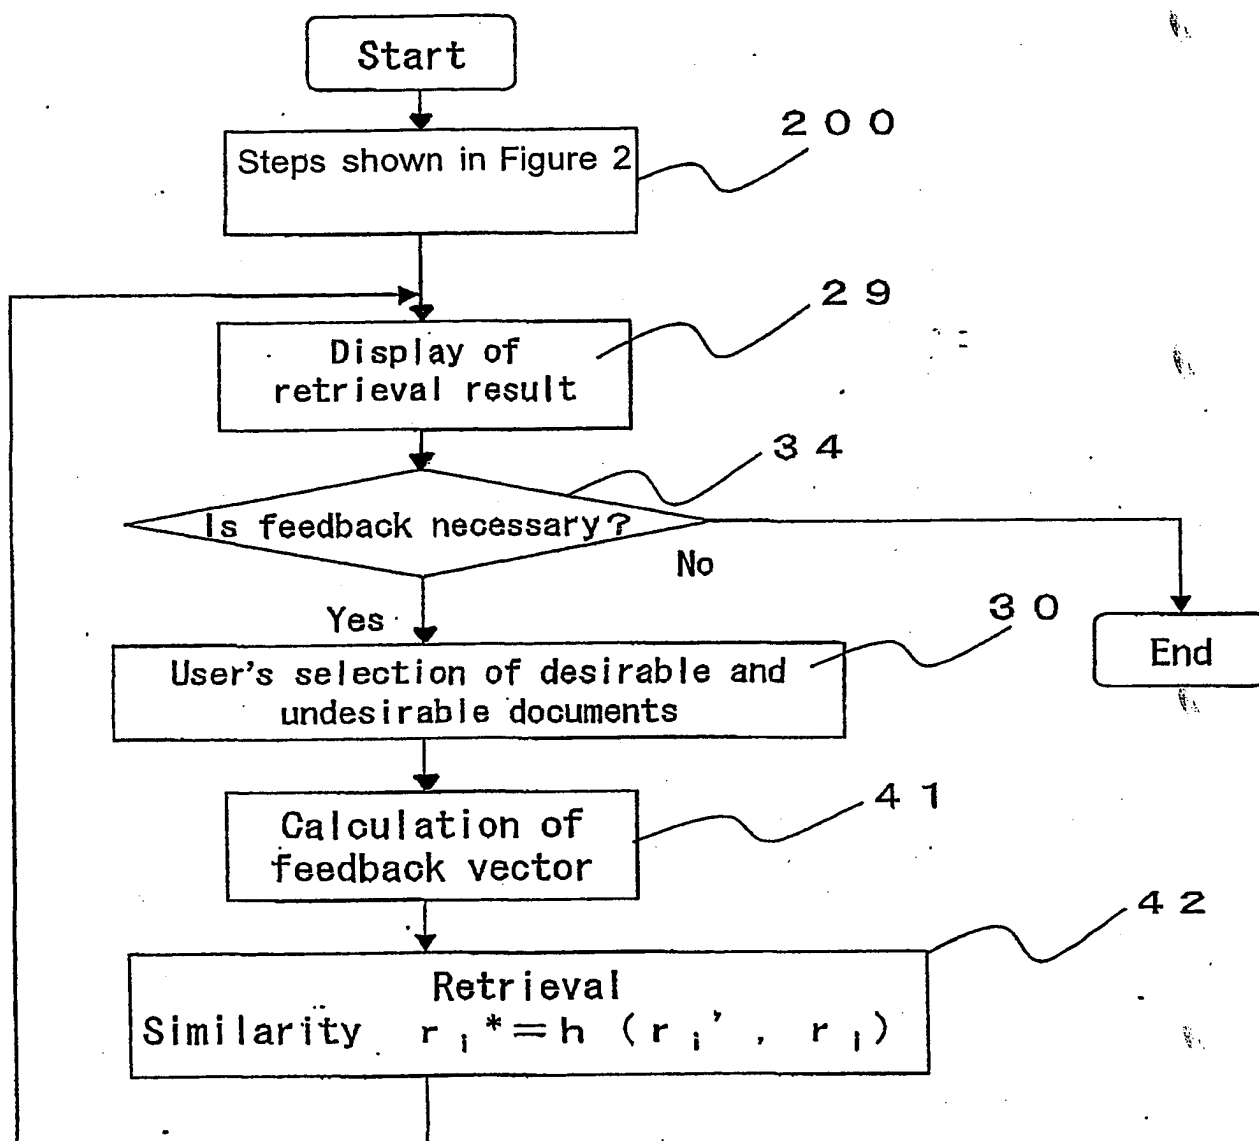 Start
200
Steps shown in Figure 2
29
Display of
retrieval result
34
Is feedback necessary?
No
Yes
30
End
User's selection of desirable and
undesirable documents
41
Calculation of
feedback vector
42
Retrieval
Similarity r i * = h ( r i ' , r i )